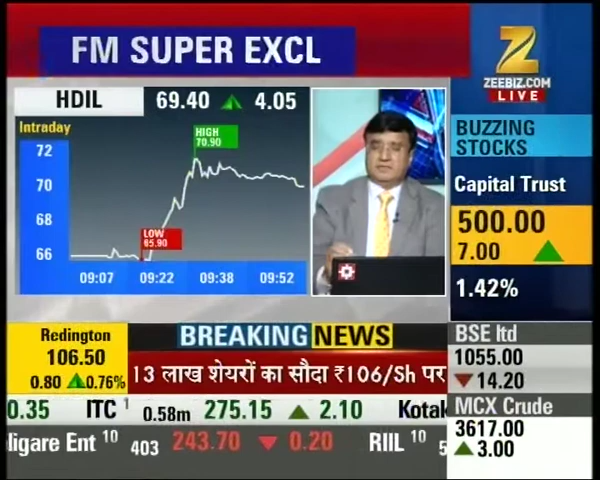 FM SUPER EXCL
ZEEBIZ.COM
LIVE
HDIL 69.40 4.05
Intraday
72
70
68
66
HIGH
70.90
LOW
65.90
09:07 09:22 09:38 09:52
BUZZING
STOCKS
Capital Trust
500.00
7.00
1.42%
Redington
106.50
0.80 0.76%
BREAKING NEWS
13 लाख शेयरों का सौदा ₹106/Sh पर
BSE ltd
1055.00
14.20
MCX Crude
3617.00
3.00
0.35 ITC 1 0.58m 275.15 2.10 Kotak
ligare Ent 10 403 243.70 0.20 RIIL 10 5